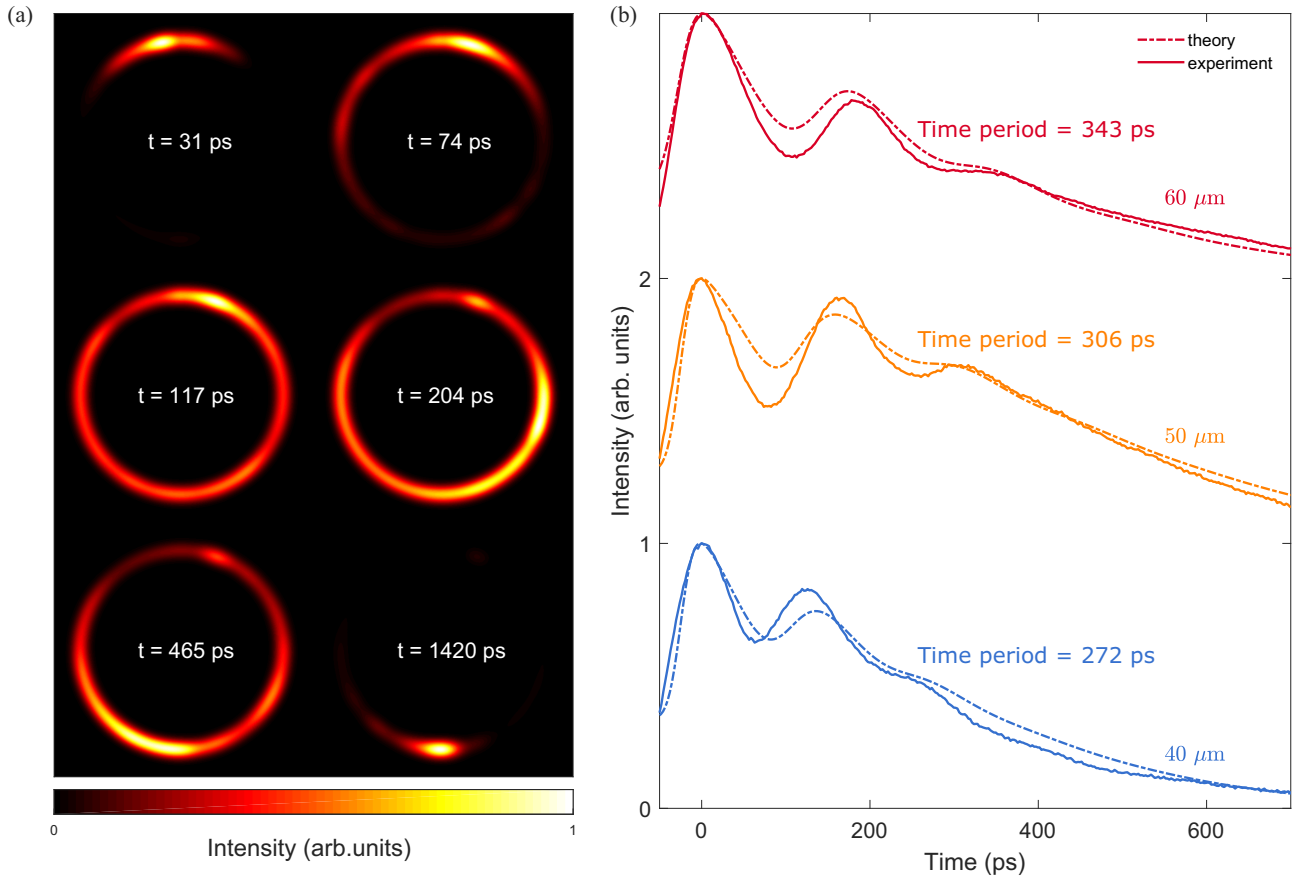 (a)
t = 31 ps
t = 74 ps
t = 117 ps
t = 204 ps
t = 465 ps
t = 1420 ps
0
1
Intensity (arb.units)
(b)
theory
experiment
Time period = 343 ps
60 μm
2
Time period = 306 ps
50 μm
Intensity (arb. units)
1
Time period = 272 ps
40 μm
0
0
200
400
600
Time (ps)